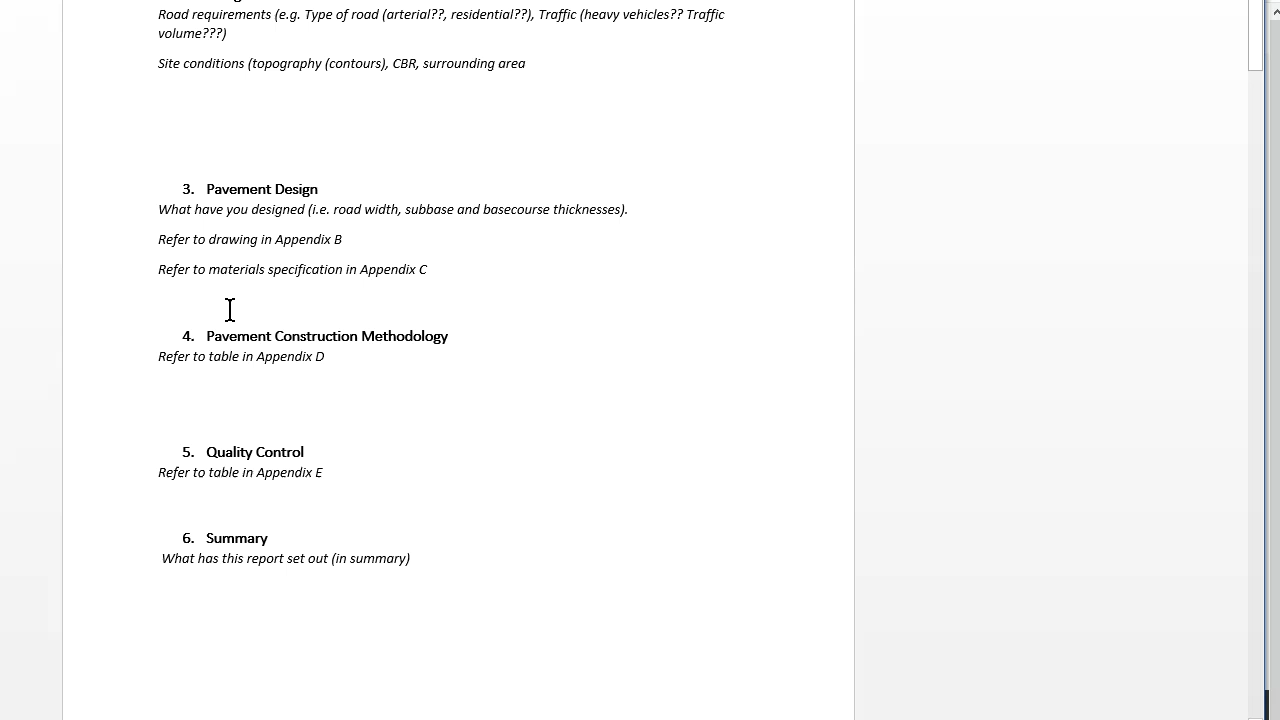 Road requirements (e.g. Type of road (arterial??, residential??), Traffic (heavy vehicles?? Traffic
volume???)
Site conditions (topography (contours), CBR, surrounding area
3. Pavement Design
What have you designed (i.e. road width, subbase and basecourse thicknesses).
Refer to drawing in Appendix B
Refer to materials specification in Appendix C
4. Pavement Construction Methodology
Refer to table in Appendix D
5. Quality Control
Refer to table in Appendix E
6. Summary
What has this report set out (in summary)